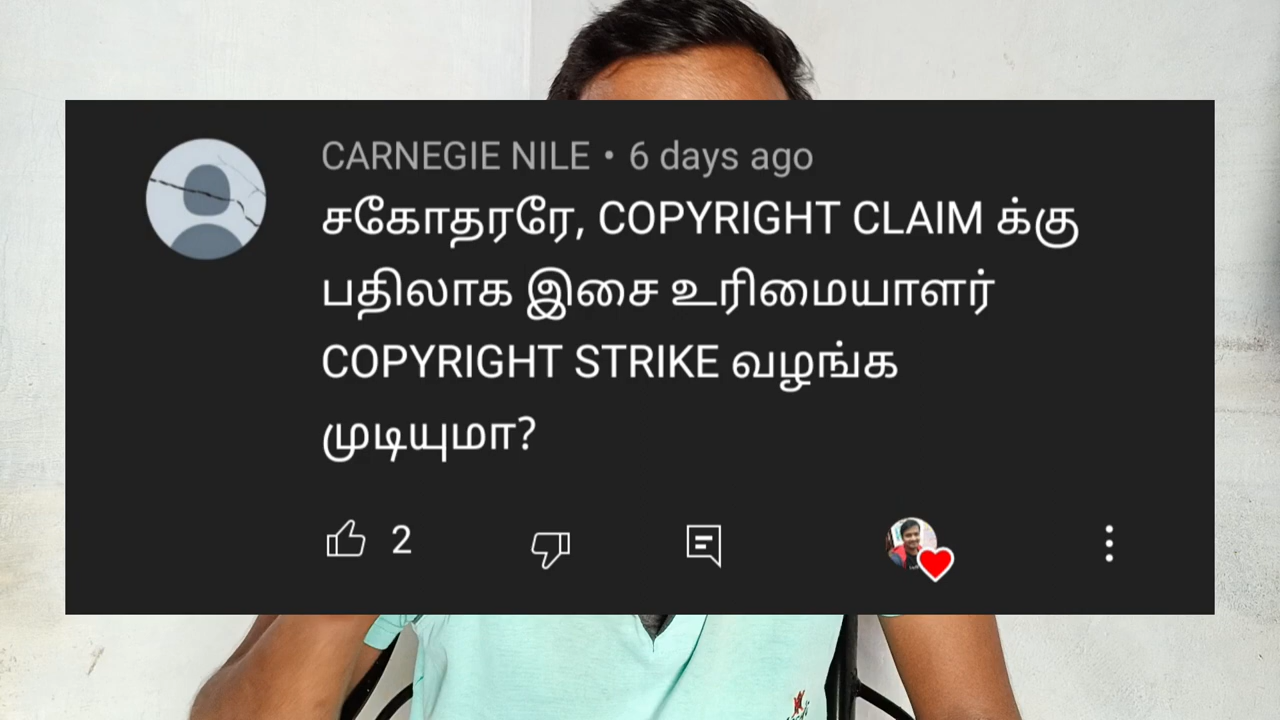 CARNEGIE NILE • 6 days ago
சகோதரரே, COPYRIGHT CLAIM க்கு
பதிலாக இசை உரிமையாளர்
COPYRIGHT STRIKE வழங்க
முடியுமா?
2